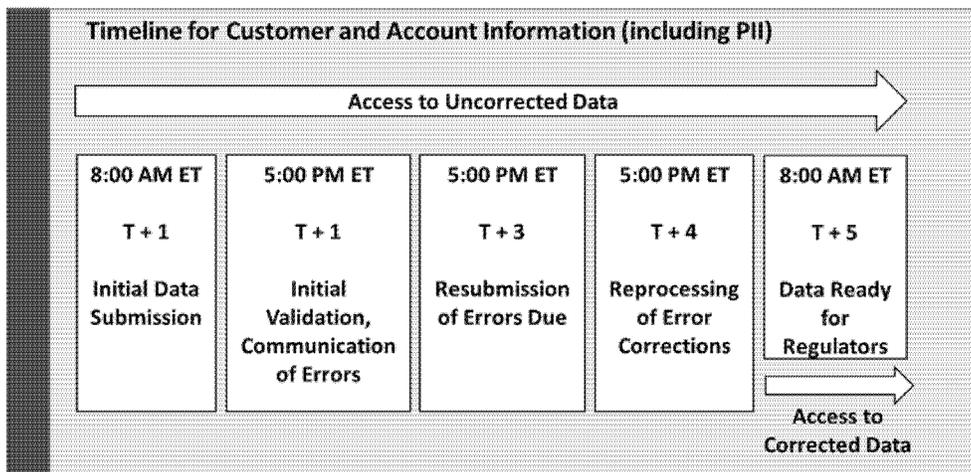 Timeline for Customer and Account Information (including PII)
Access to Uncorrected Data
8:00 AM ET
T + 1
Initial Data
Submission
5:00 PM ET
T + 1
Initial
Validation,
Communication
of Errors
5:00 PM ET
T + 3
Resubmission
of Errors Due
5:00 PM ET
T + 4
Reprocessing
of Error
Corrections
8:00 AM ET
T + 5
Data Ready
for
Regulators
Access to
Corrected Data